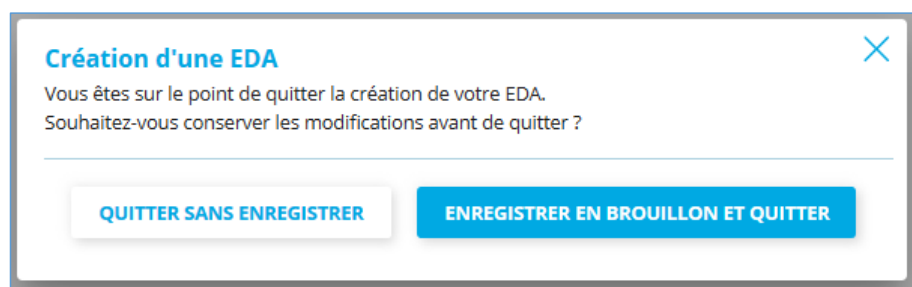 Création d'une EDA
Vous êtes sur le point de quitter la création de votre EDA.
Souhaitez-vous conserver les modifications avant de quitter ?
QUITTER SANS ENREGISTRER
ENREGISTRER EN BROUILLON ET QUITTER